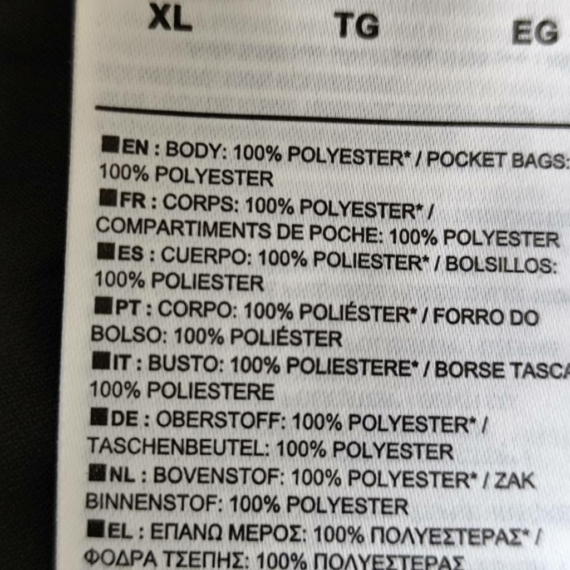 XL TG EG
EN : BODY: 100% POLYESTER* / POCKET BAGS:
100% POLYESTER
FR : CORPS: 100% POLYESTER* /
COMPARTIMENTS DE POCHE: 100% POLYESTER
ES : CUERPO: 100% POLIESTER* / BOLSILLOS:
100% POLIESTER
PT : CORPO: 100% POLIÉSTER* / FORRO DO
BOLSO: 100% POLIÉSTER
IT : BUSTO: 100% POLIESTERE* / BORSE TASCA
100% POLIESTERE
DE : OBERSTOFF: 100% POLYESTER* /
TASCHENBEUTEL: 100% POLYESTER
NL : BOVENSTOF: 100% POLYESTER* / ZAK
BINNENSTOF: 100% POLYESTER
EL : ΕΠΑΝΩ ΜΕΡΟΣ: 100% ΠΟΛΥΕΣΤΕΡΑΣ* /
ΦΟΔΡΑ ΤΣΕΠΗΣ: 100% ΠΟΛΥΕΣΤΕΡΑΣ